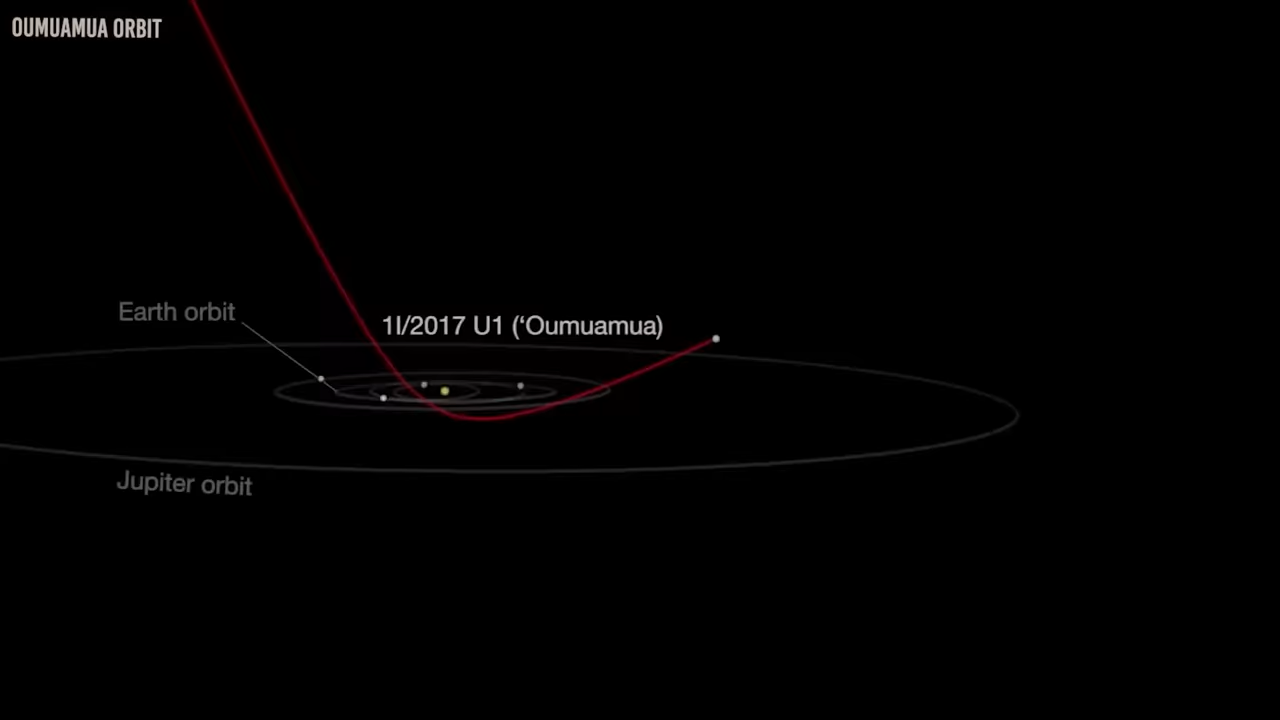 OUMUAMUA ORBIT
Earth orbit
1I/2017 U1 (‘Oumuamua)
Jupiter orbit